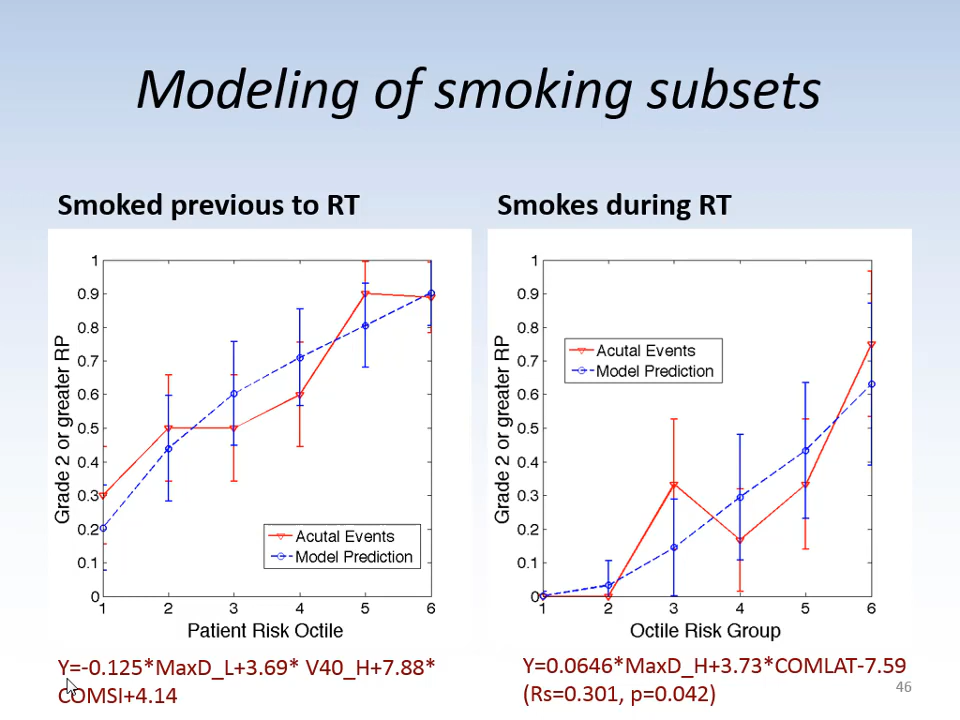 Modeling of smoking subsets
Smoked previous to RT
1
0.9
0.8
0.7
0.6
0.5
0.4
0.3
0.2
0.1
0
Grade 2 or greater RP
Acutal Events
Model Prediction
1 2 3 4 5 6
Patient Risk Octile
Y=-0.125*MaxD_L+3.69* V40_H+7.88*
COMSI+4.14
Smokes during RT
1
0.9
0.8
0.7
0.6
0.5
0.4
0.3
0.2
0.1
0
Grade 2 or greater RP
Acutal Events
Model Prediction
1 2 3 4 5 6
Octile Risk Group
Y=0.0646*MaxD_H+3.73*COMLAT-7.59
(Rs=0.301, p=0.042)
46